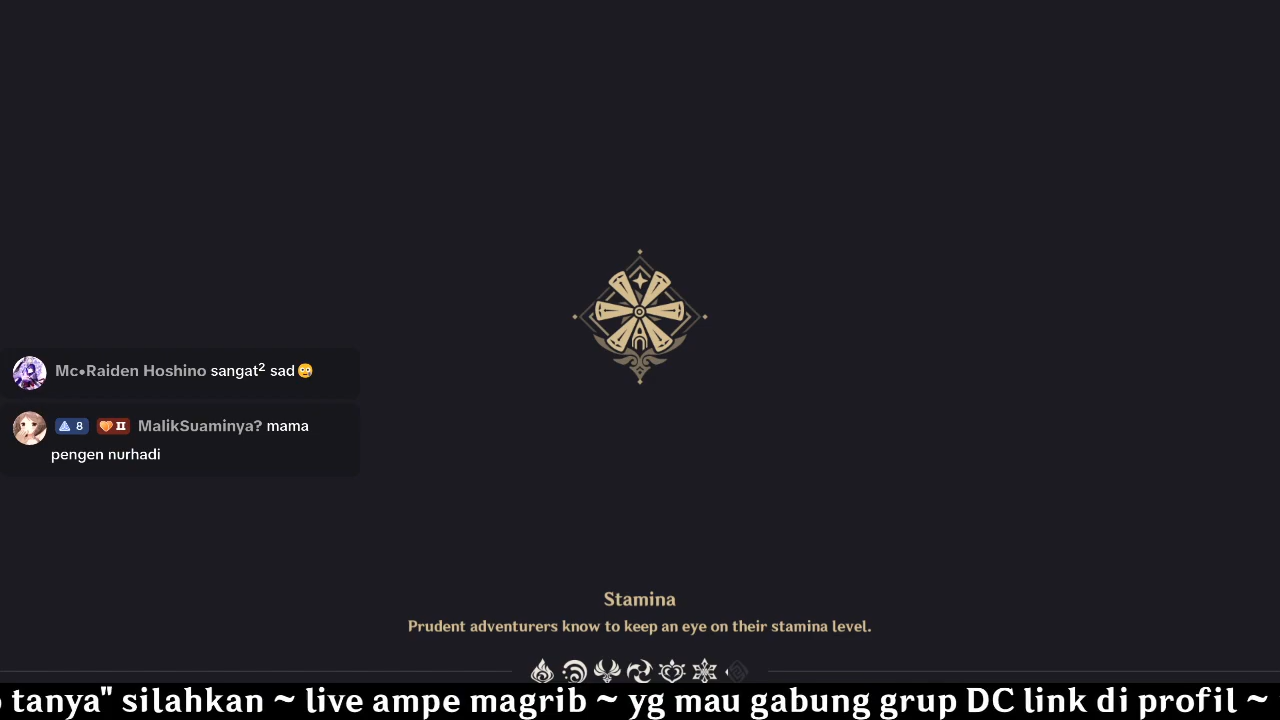 Mc•Raiden Hoshino sangat² sad😳
8 II MalikSuaminya? mama
pengen nurhadi
Stamina
Prudent adventurers know to keep an eye on their stamina level.
tanya" silahkan ~ live ampe magrib ~ yg mau gabung grup DC link di profil ~